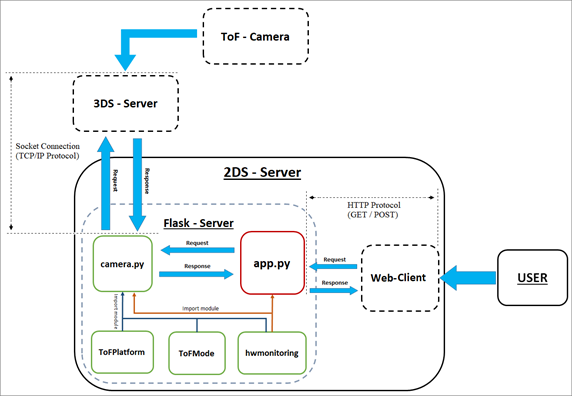 ToF - Camera
3DS - Server
Socket Connection
(TCP/IP Protocol)
Request
Response
2DS - Server
HTTP Protocol
(GET / POST)
Flask - Server
camera.py
Request
Response
app.py
Request
Response
Web-Client
USER
Import module
Import module
ToFPlatform
ToFMode
hwmonitoring